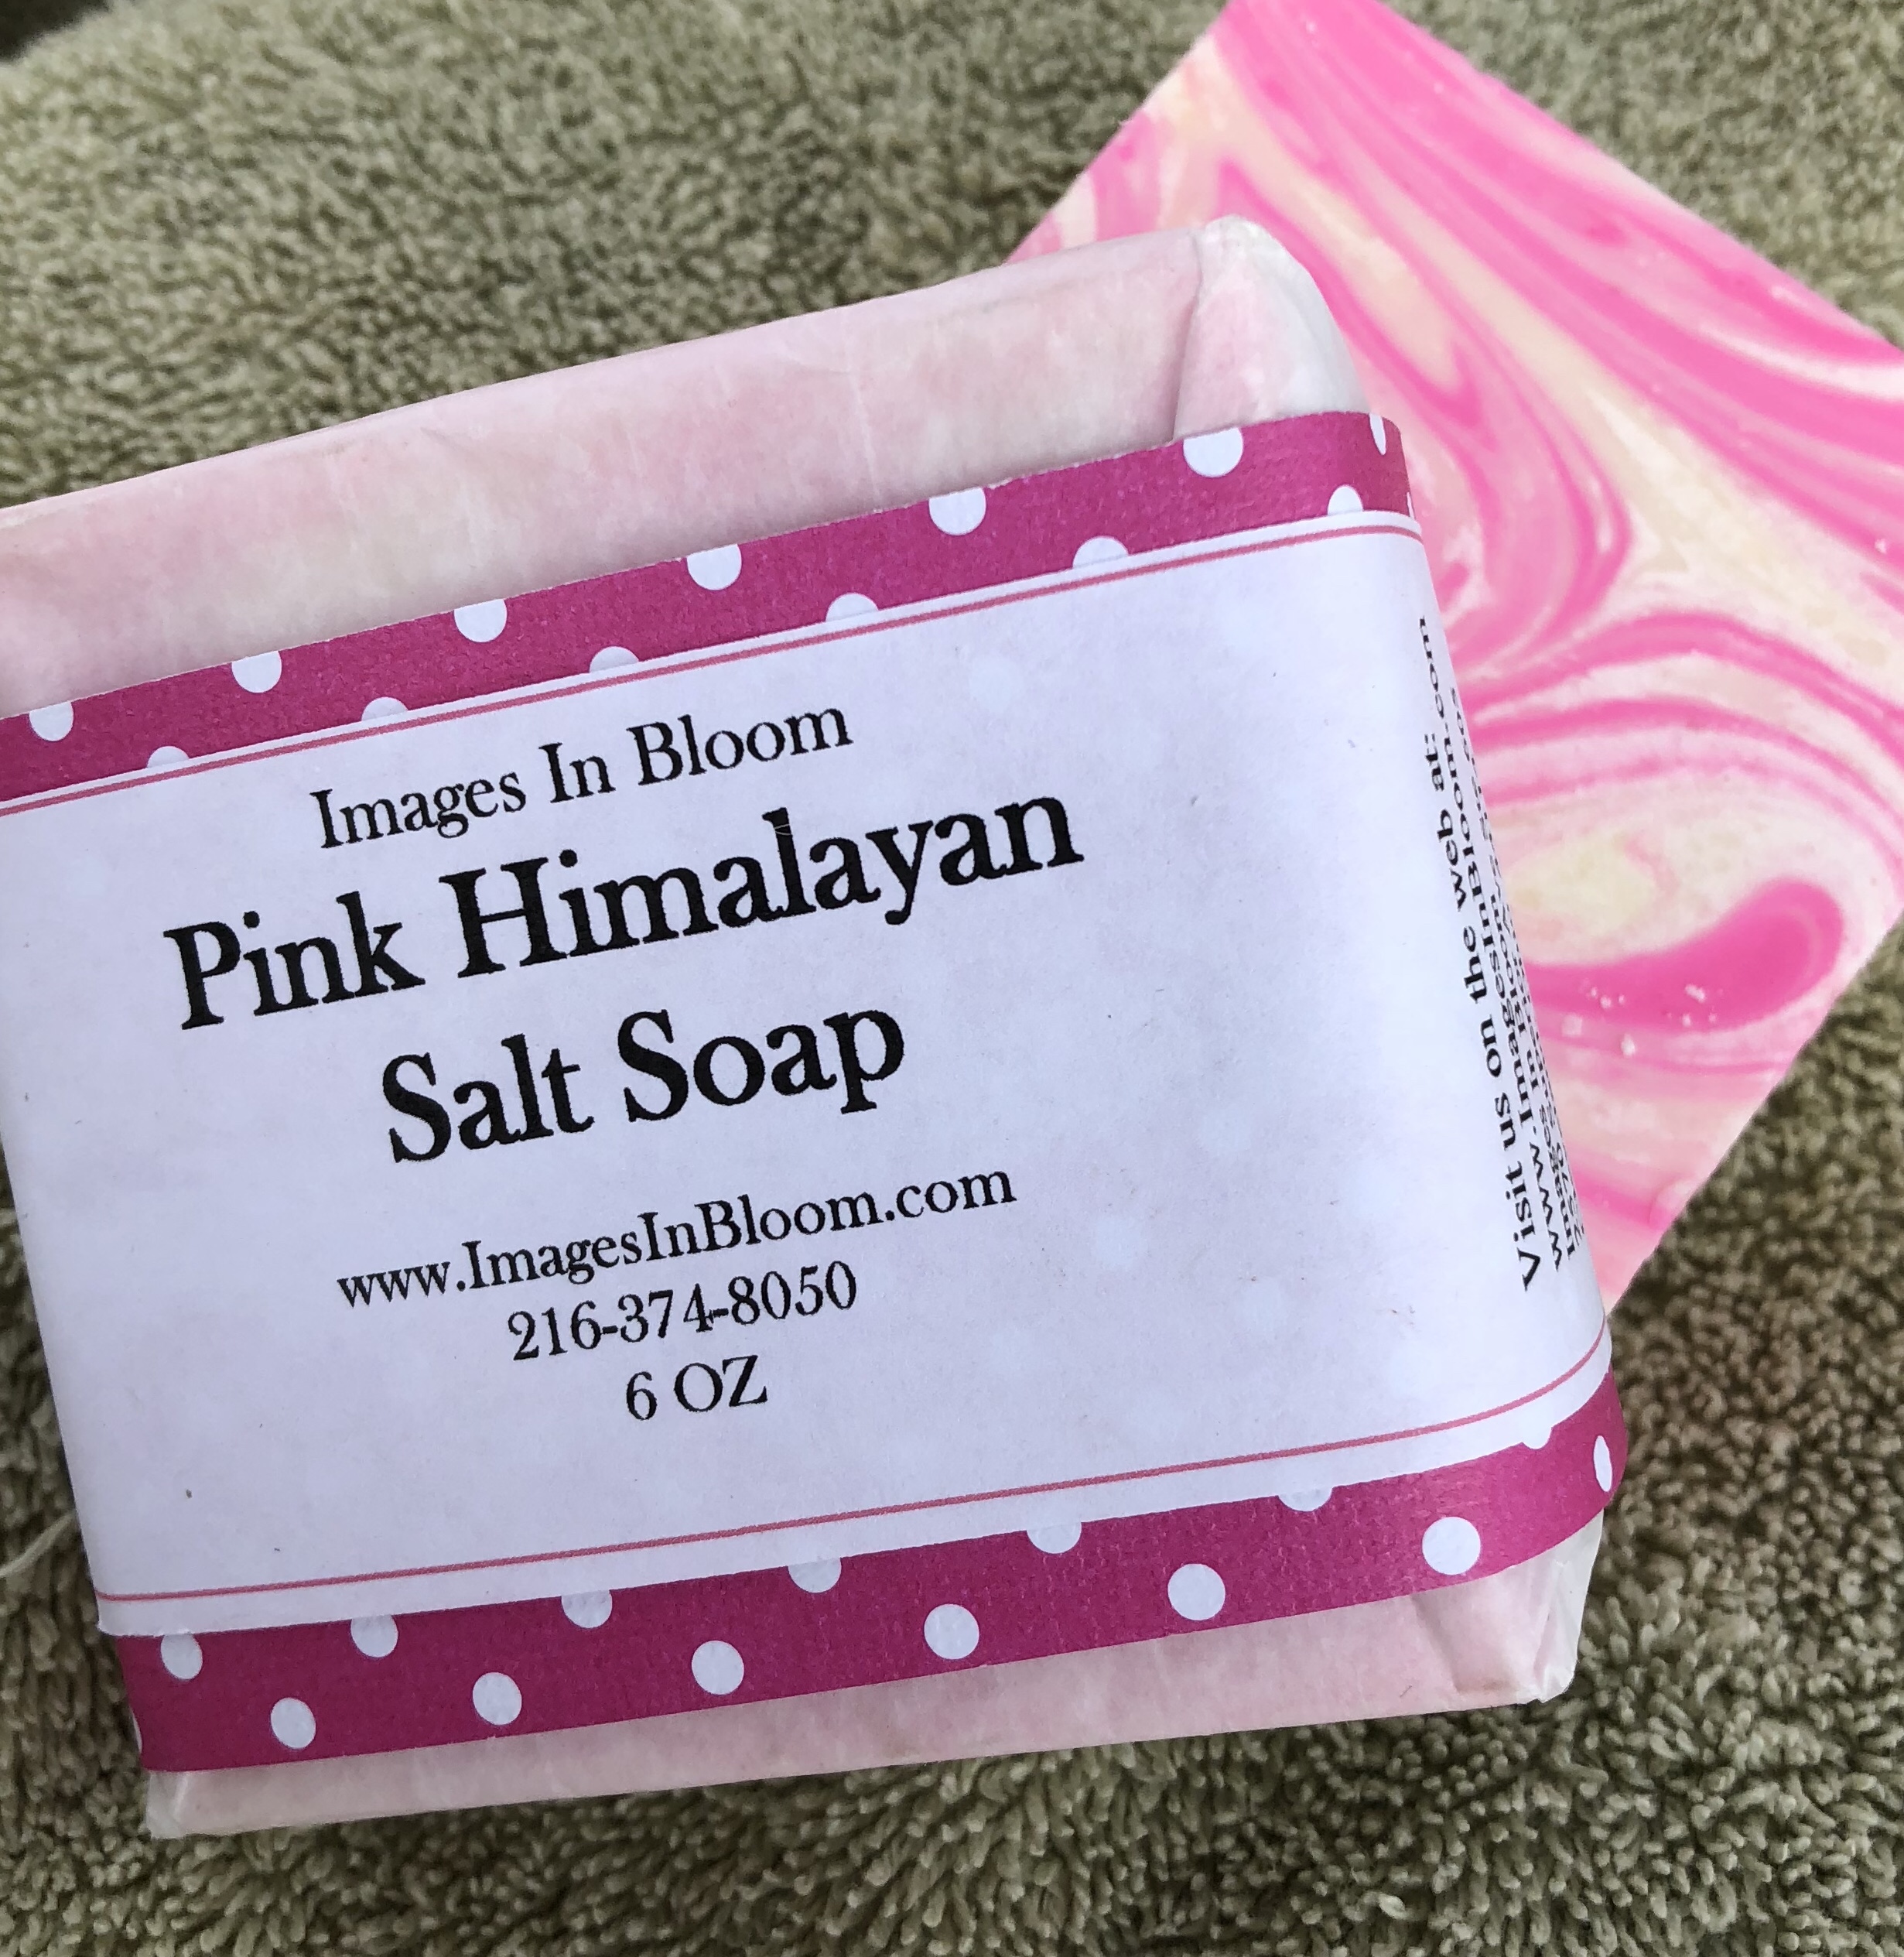 Images In Bloom
Pink Himalayan
Salt Soap
www.ImagesInBloom.com
216-374-8050
6 OZ
Visit us on the web at:
www.ImagesInBloom.com